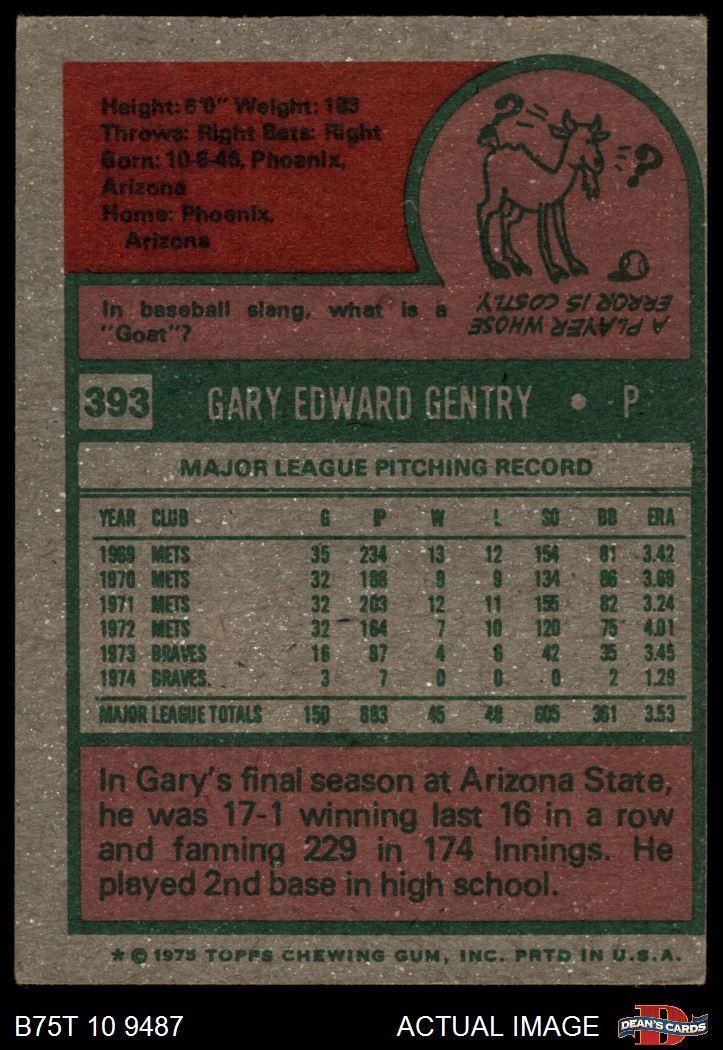 Height: 6'0" Weight: 183
Throws: Right Bats: Right
Born: 10-6-46, Phoenix,
Arizona
Home: Phoenix,
Arizona
? ?
In baseball slang, what is a
"Goat"?
A PLAYER WHOSE
ERROR IS COSTLY.
393 GARY EDWARD GENTRY • P
MAJOR LEAGUE PITCHING RECORD
YEAR CLUB G IP W L SO BB ERA
1969 METS 35 234 13 12 154 81 3.42
1970 METS 32 188 9 9 134 86 3.69
1971 METS 32 203 12 11 155 82 3.24
1972 METS 32 164 7 10 120 75 4.01
1973 BRAVES 16 87 4 6 42 35 3.45
1974 BRAVES. 3 7 0 0 0 2 1.29
MAJOR LEAGUE TOTALS 150 883 45 48 605 361 3.53
In Gary's final season at Arizona State,
he was 17-1 winning last 16 in a row
and fanning 229 in 174 Innings. He
played 2nd base in high school.
* © 1975 TOPPS CHEWING GUM, INC. PRTD IN U.S.A.
B75T 10 9487 ACTUAL IMAGE DEAN'S CARDS